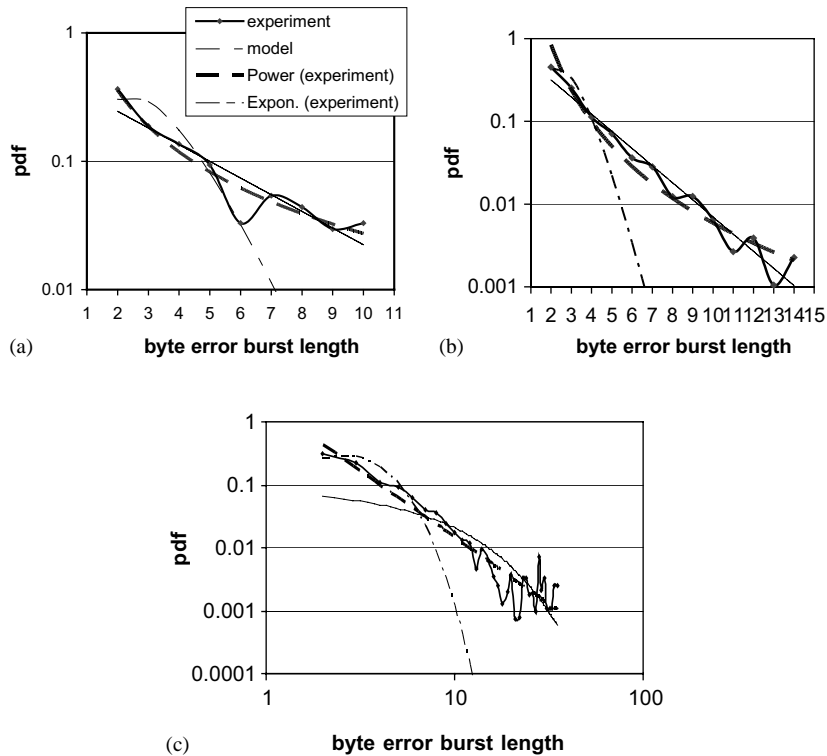 experiment
model
Power (experiment)
Expon. (experiment)
1
0.1
0.01
pdf
1 2 3 4 5 6 7 8 9 10 11
(a) byte error burst length
1
0.1
0.01
0.001
pdf
1 2 3 4 5 6 7 8 9 10 11 12 13 14 15
(b) byte error burst length
1
0.1
0.01
0.001
0.0001
pdf
1 10 100
(c) byte error burst length